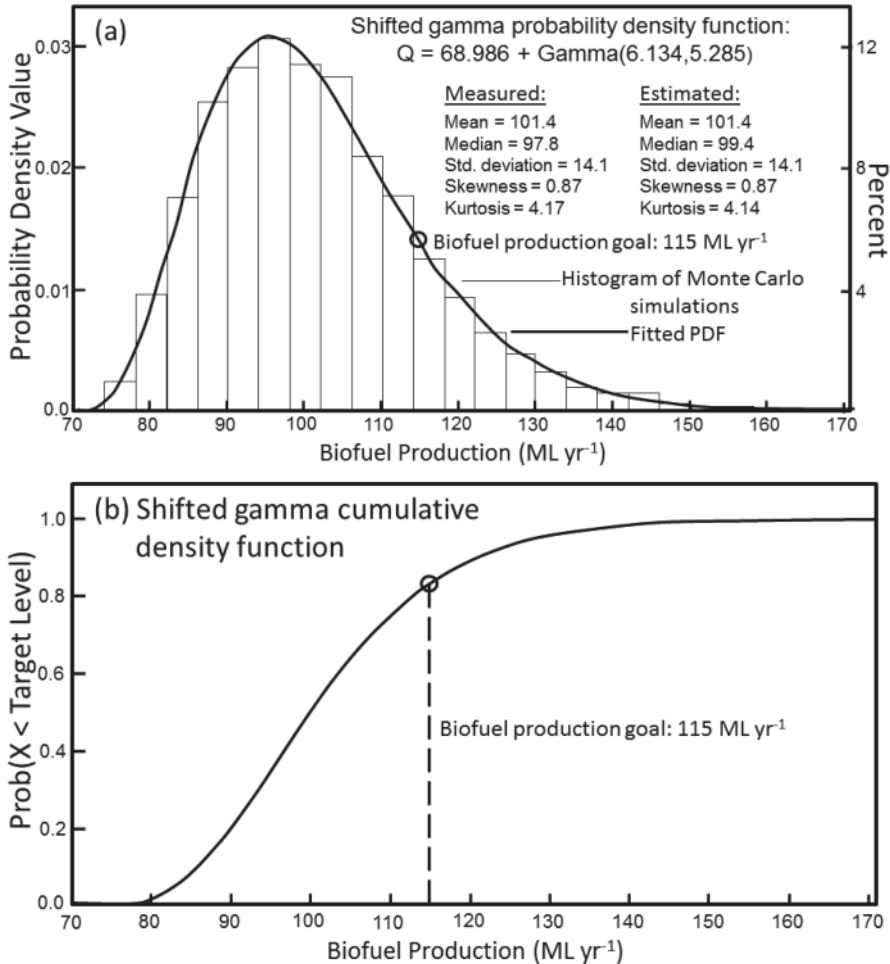 (a)
Shifted gamma probability density function:
Q = 68.986 + Gamma(6.134,5.285)
Measured:
Mean = 101.4
Median = 97.8
Std. deviation = 14.1
Skewness = 0.87
Kurtosis = 4.17
Estimated:
Mean = 101.4
Median = 99.4
Std. deviation = 14.1
Skewness = 0.87
Kurtosis = 4.14
Biofuel production goal: 115 ML yr-1
Histogram of Monte Carlo
simulations
Fitted PDF
Probability Density Value
0.03
0.02
0.01
0.0
Percent
12
8
4
0
70 80 90 100 110 120 130 140 150 160 170
Biofuel Production (ML yr-1)
(b) Shifted gamma cumulative
density function
Prob(X < Target Level)
1.0
0.8
0.6
0.4
0.2
0.0
Biofuel production goal: 115 ML yr-1
70 80 90 100 110 120 130 140 150 160 170
Biofuel Production (ML yr-1)